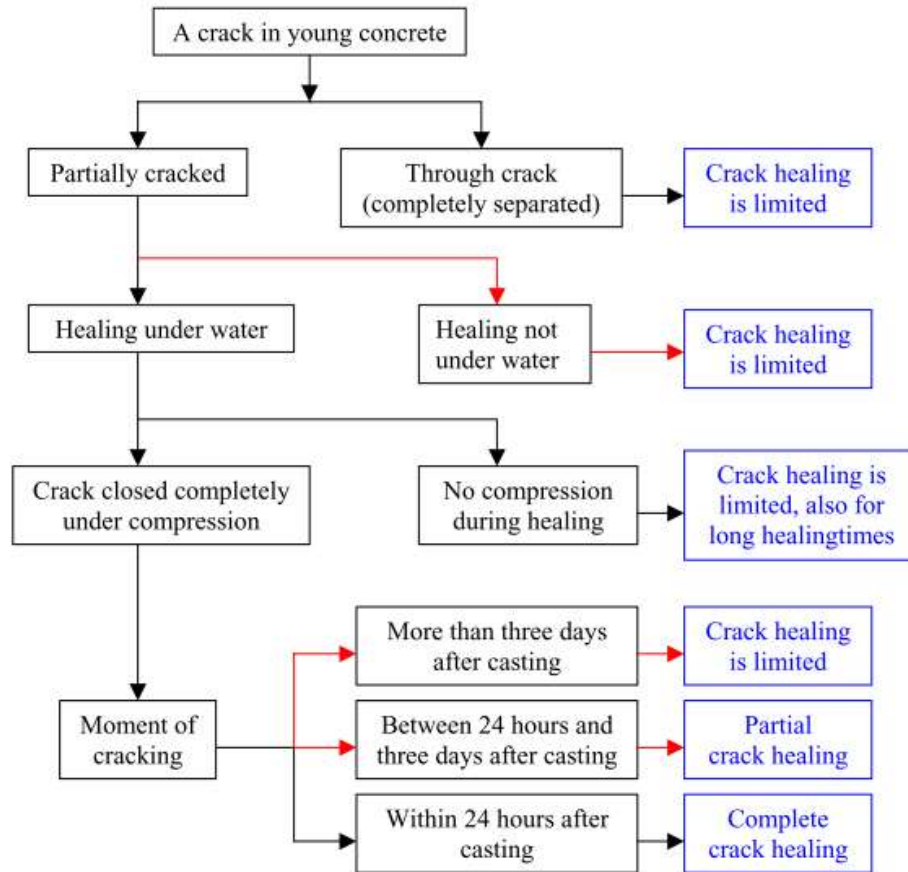 A crack in young concrete
Partially cracked
Through crack
(completely separated)
Crack healing
is limited
Healing under water
Healing not
under water
Crack healing
is limited
Crack closed completely
under compression
No compression
during healing
Crack healing is
limited, also for
long healingtimes
More than three days
after casting
Crack healing
is limited
Moment of
cracking
Between 24 hours and
three days after casting
Partial
crack healing
Within 24 hours after
casting
Complete
crack healing